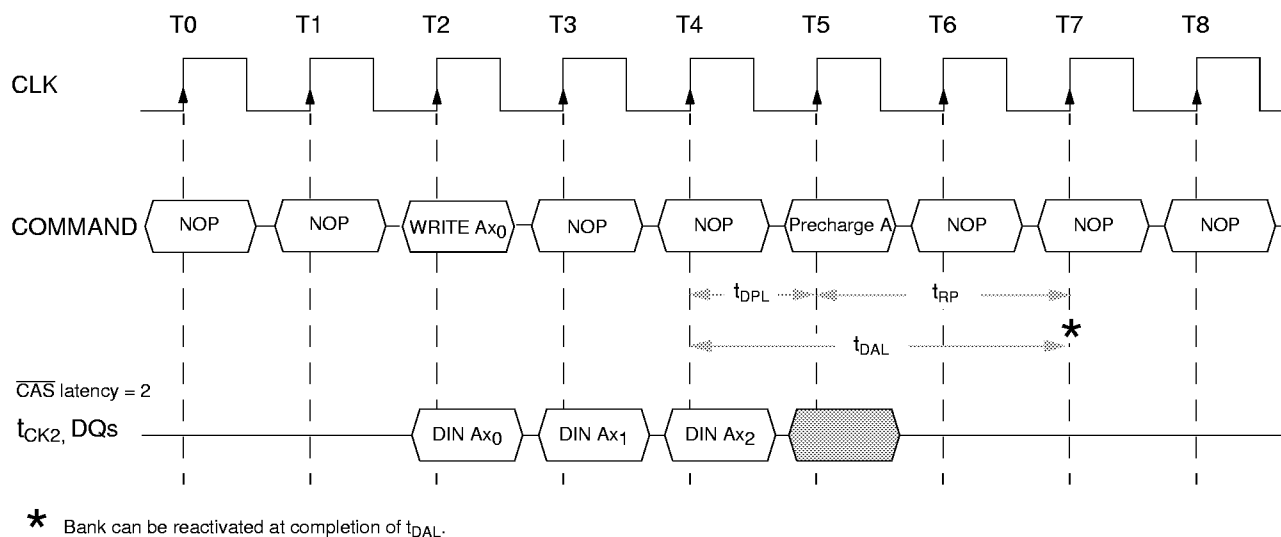 T0 T1 T2 T3 T4 T5 T6 T7 T8
CLK
COMMAND NOP NOP WRITE Ax0 NOP NOP Precharge A NOP NOP NOP
tDPL tRP
*
tDAL
CAS latency = 2
tCK2, DQs DIN Ax0 DIN Ax1 DIN Ax2
* Bank can be reactivated at completion of tDAL.